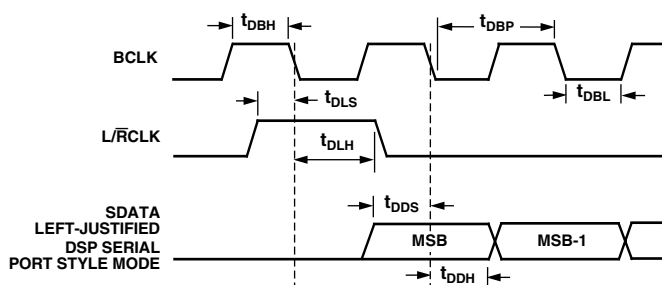 tDBH
tDBP
BCLK
tDLS
tDBL
L/R̅CLK
tDLH
SDATA
LEFT-JUSTIFIED
DSP SERIAL
PORT STYLE MODE
tDDS
MSB
MSB-1
tDDH